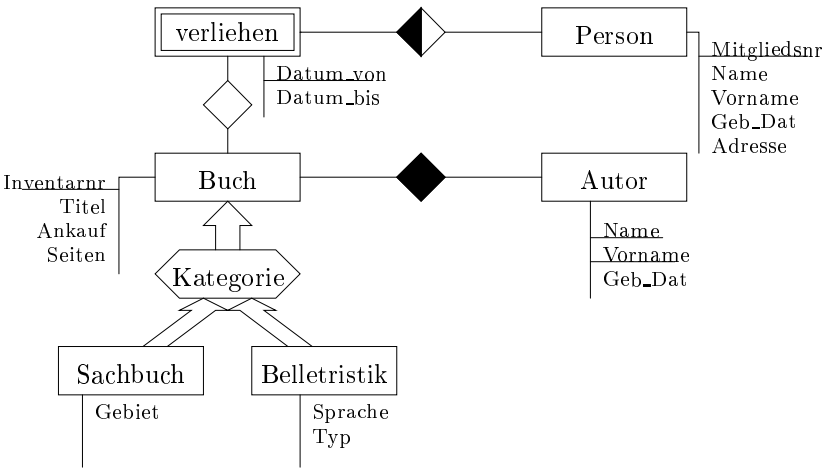 verliehen
Person
Datum_von
Datum_bis
Mitgliedsnr
Name
Vorname
Geb_Dat
Adresse
Buch
Autor
Inventarnr
Titel
Ankauf
Seiten
Name
Vorname
Geb_Dat
Kategorie
Sachbuch
Belletristik
Gebiet
Sprache
Typ